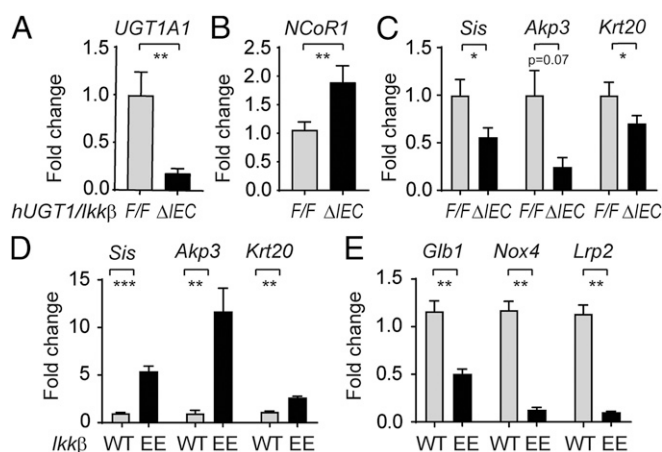 A
UGT1A1
**
Fold change
1.5
1.0
0.5
0.0
hUGT1/Ikkβ F/F ΔIEC
B
NCoR1
**
Fold change
2.5
2.0
1.5
1.0
0.5
0.0
F/F ΔIEC
C
Sis Akp3 Krt20
* p=0.07 *
Fold change
1.5
1.0
0.5
0.0
F/F ΔIEC F/F ΔIEC F/F ΔIEC
D
Sis Akp3 Krt20
*** ** **
Fold change
15
10
5
0
Ikkβ WT EE WT EE WT EE
E
Glb1 Nox4 Lrp2
** ** **
Fold change
1.5
1.0
0.5
0.0
WT EE WT EE WT EE